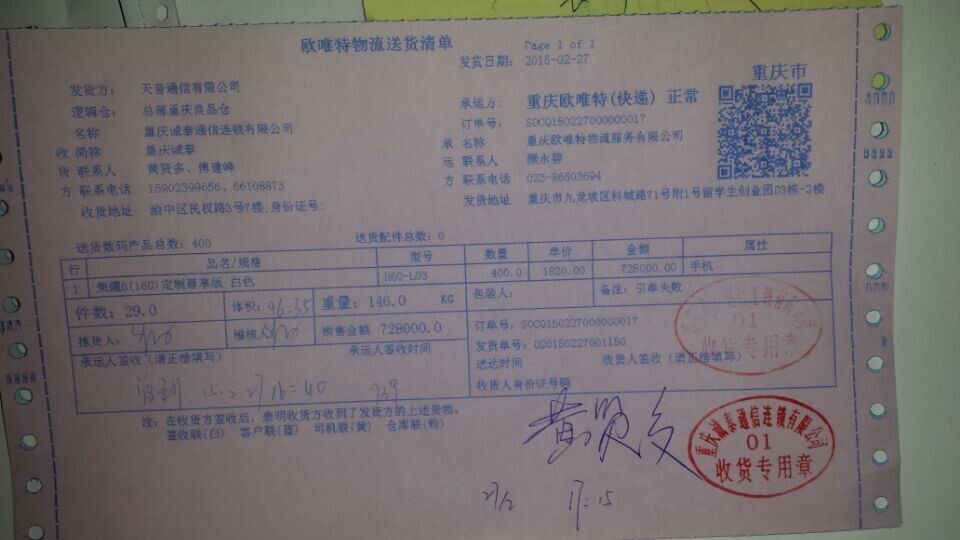 欧唯特物流送货清单
Page 1 of 1
发货日期: 2015-02-27
重庆市
发货方: 天音通信有限公司
逻辑仓: 总部重庆良品仓
名称 重庆诚泰通信连锁有限公司
收 简称 重庆诚泰
货 联系人 黄贤多、傅建峰
方 联系电话 15902399656、66108873
收货地址 渝中区民权路3号7楼,身份证号:
承运方: 重庆欧唯特(快递) 正常
订单号: SOCQ150227000000017
承 名称 重庆欧唯特物流服务有限公司
运 联系人 颜永碧
方 联系电话 023-86503694
发货地址 重庆市九龙坡区科城路71号附1号留学生创业园D3栋-2楼
送货数码产品总数: 400 送货配件总数: 0
行 品名/规格 型号 数量 单价 金额 属性
1 荣耀6(16G)定制尊享版 白色 H60-L03 400.0 1820.00 728000.00 手机
件数: 29.0 体积: 重量: 146.0 KG 包装人: 备注: 引单失败
拣货人: 稽核人: 销售金额 728000.0 订单号: SOCQ150227000000017
发货单号: 020150227001150
承运人签收(请正楷填写) 承运人签收时间 送达时间 收货人签收(请正楷填写)
15.2.27 16:40
收货人身份证号码
注: 在收货方签收后, 表明收货方收到了发货方的上述货物。
签收联(白) 客户联(蓝) 司机联(黄) 仓库联(粉)
黄贤多
27/2 17:15
01
收货专用章
重庆诚泰通信连锁有限公司
01
收货专用章